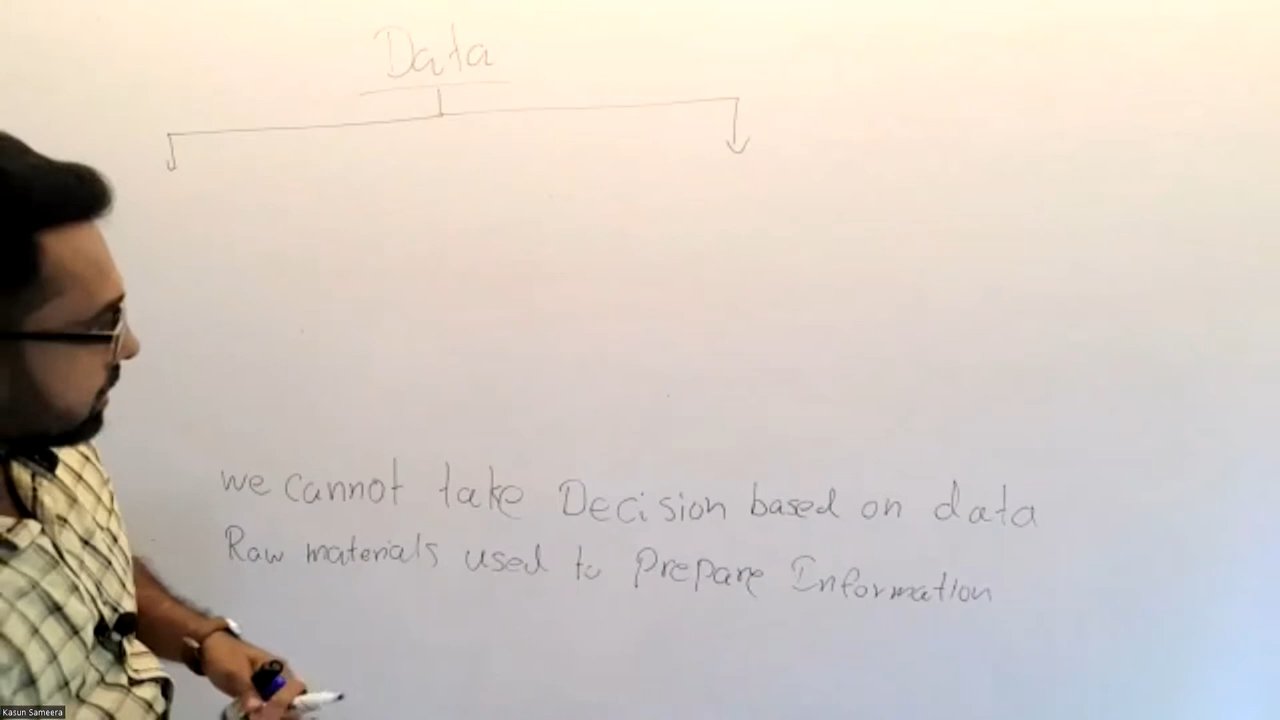 Data
we cannot take Decision based on data
Raw materials used to Prepare Information
Kasun Sameera